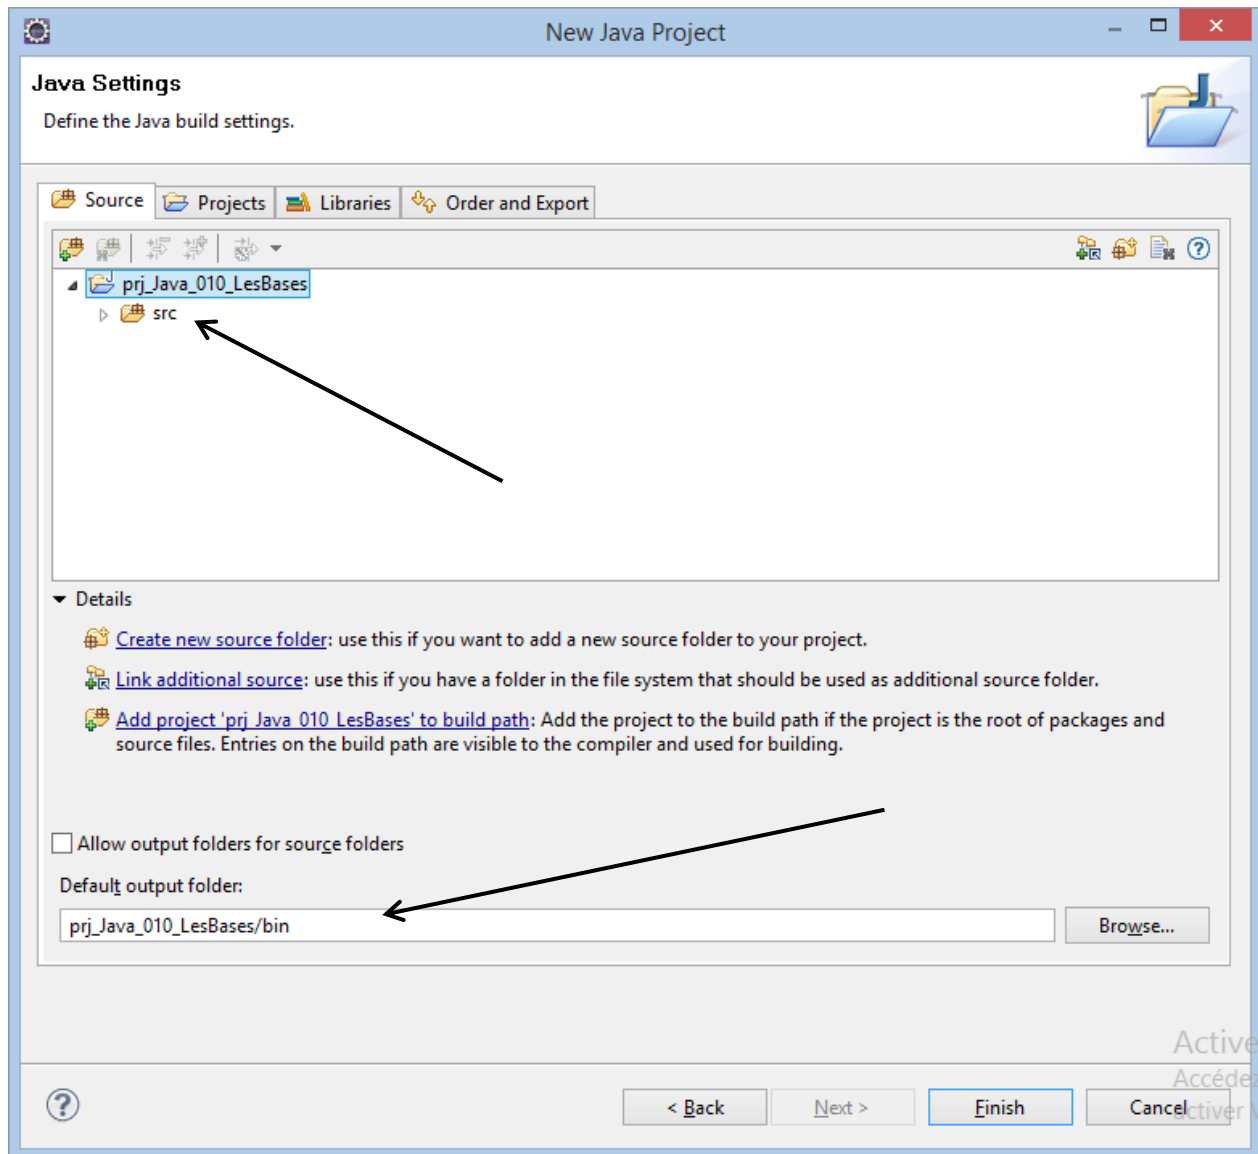 New Java Project
Java Settings
Define the Java build settings.
Source Projects Libraries Order and Export
prj_Java_010_LesBases
src
Details
Create new source folder: use this if you want to add a new source folder to your project.
Link additional source: use this if you have a folder in the file system that should be used as additional source folder.
Add project 'prj_Java_010_LesBases' to build path: Add the project to the build path if the project is the root of packages and
source files. Entries on the build path are visible to the compiler and used for building.
Allow output folders for source folders
Default output folder:
prj_Java_010_LesBases/bin
Browse...
Active
Accédez
activer
< Back Next > Finish Cancel